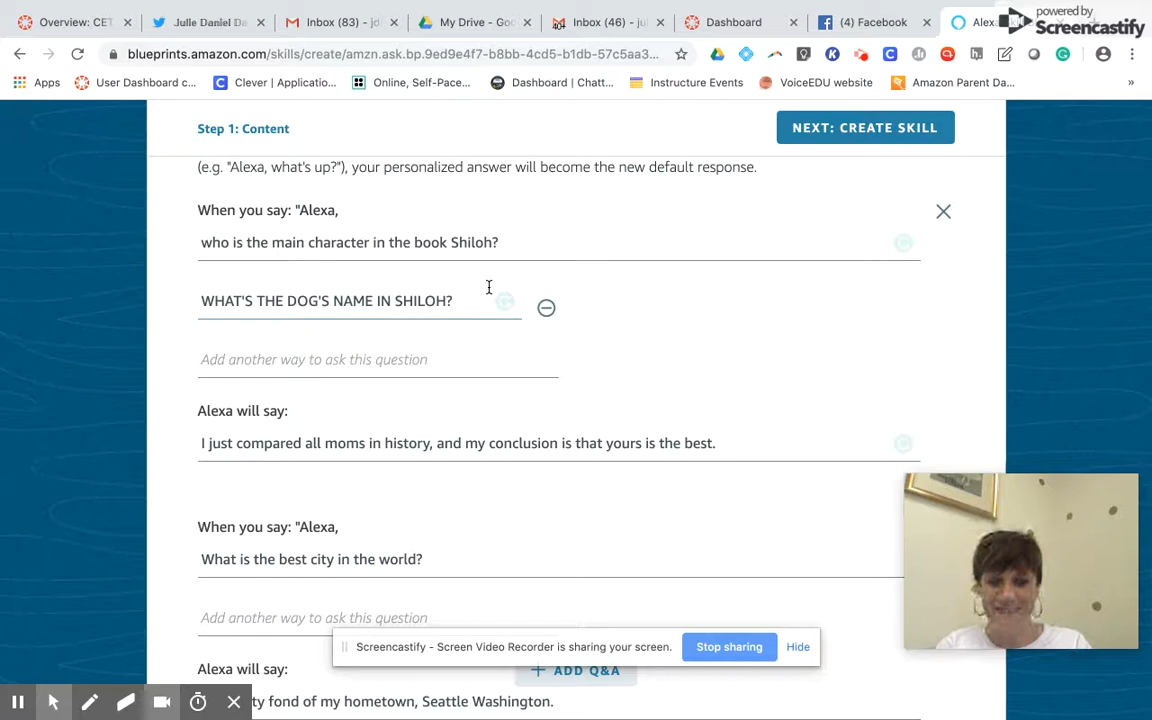 Overview: CET
Julie Daniel Da
Inbox (83) - jd
My Drive - Goo
Inbox (46) - jul
Dashboard
(4) Facebook
Alexa
powered by
Screencastify
blueprints.amazon.com/skills/create/amzn.ask.bp.9ed9e4f7-b8bb-4cd5-b1db-57c5aa3...
Apps
User Dashboard c...
Clever | Applicatio...
Online, Self-Pace...
Dashboard | Chatt...
Instructure Events
VoiceEDU website
Amazon Parent Da...
»
Step 1: Content
NEXT: CREATE SKILL
(e.g. "Alexa, what's up?"), your personalized answer will become the new default response.
When you say: "Alexa,
who is the main character in the book Shiloh?
WHAT'S THE DOG'S NAME IN SHILOH?
Add another way to ask this question
Alexa will say:
I just compared all moms in history, and my conclusion is that yours is the best.
When you say: "Alexa,
What is the best city in the world?
Add another way to ask this question
Screencastify - Screen Video Recorder is sharing your screen.
Stop sharing
Hide
Alexa will say:
+ ADD Q&A
ty fond of my hometown, Seattle Washington.